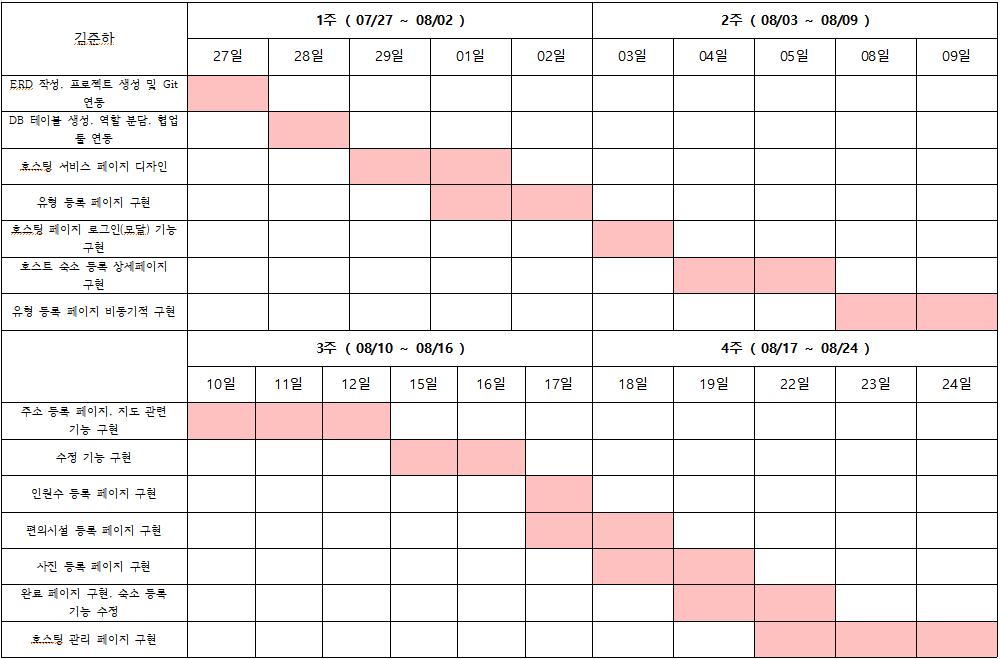 김준하
1주 ( 07/27 ~ 08/02 )
2주 ( 08/03 ~ 08/09 )
27일
28일
29일
01일
02일
03일
04일
05일
08일
09일
ERD 작성, 프로젝트 생성 및 Git
연동
DB 테이블 생성, 역할 분담, 협업
툴 연동
호스팅 서비스 페이지 디자인
유형 등록 페이지 구현
호스팅 페이지 로그인(모달) 기능
구현
호스트 숙소 등록 상세페이지
구현
유형 등록 페이지 비동기적 구현
3주 ( 08/10 ~ 08/16 )
4주 ( 08/17 ~ 08/24 )
10일
11일
12일
15일
16일
17일
18일
19일
22일
23일
24일
주소 등록 페이지, 지도 관련
기능 구현
수정 기능 구현
인원수 등록 페이지 구현
편의시설 등록 페이지 구현
사진 등록 페이지 구현
완료 페이지 구현, 숙소 등록
기능 수정
호스팅 관리 페이지 구현